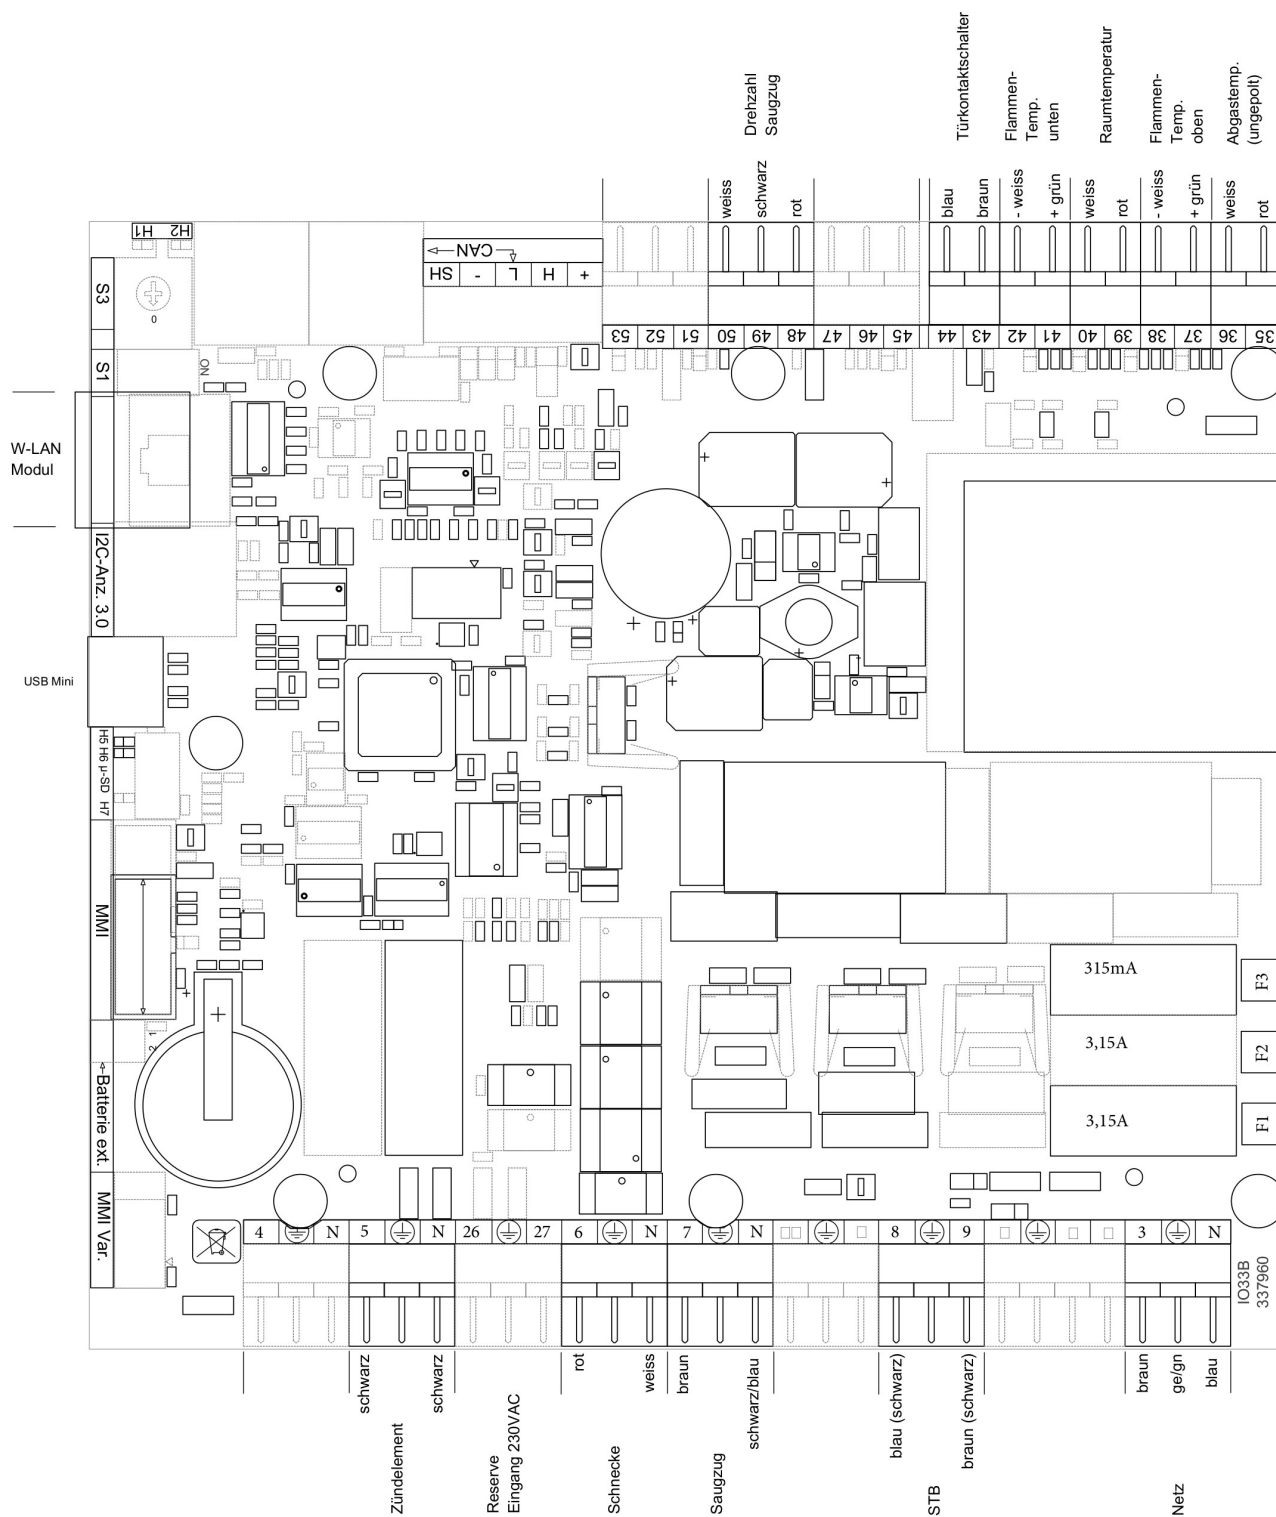 Drehzahl
Saugzug
Türkontaktschalter
Flammen-
Temp.
unten
Raumtemperatur
Flammen-
Temp.
oben
Abgastemp.
(ungepolt)
weiss
schwarz
rot
blau
braun
- weiss
+ grün
weiss
rot
- weiss
+ grün
weiss
rot
H1 H2
CAN
SH - L H +
53 52 51 50 49 48 47 46 45 44 43 42 41 40 39 38 37 36 35
S3
0
S1
ON
W-LAN
Modul
I2C-Anz. 3.0
USB Mini
H5 H6 µ-SD H7
MMI
2 1
Batterie ext.
MMI Var.
315mA
F3
3,15A
F2
3,15A
F1
4 N 5 N 26 27 6 N 7 N 8 9 3 N
IO33B
337960
schwarz
schwarz
rot
weiss
braun
schwarz/blau
blau (schwarz)
braun (schwarz)
braun
ge/gn
blau
Zündelement
Reserve
Eingang 230VAC
Schnecke
Saugzug
STB
Netz